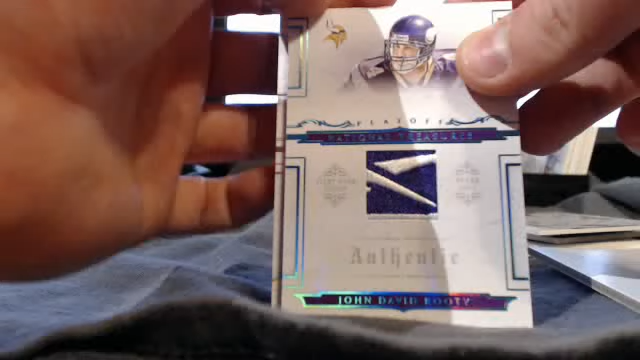 PLAYOFF
NATIONAL TREASURES
Authentic
JOHN DAVID BOOTY